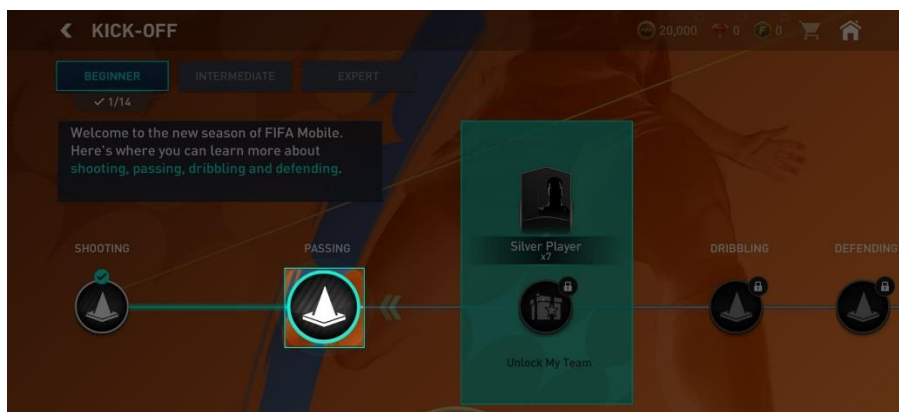 KICK-OFF
20,000 0 0
BEGINNER INTERMEDIATE EXPERT
1/14
Welcome to the new season of FIFA Mobile.
Here's where you can learn more about
shooting, passing, dribbling and defending.
SHOOTING PASSING Silver Player DRIBBLING DEFENDING
x7
Unlock My Team